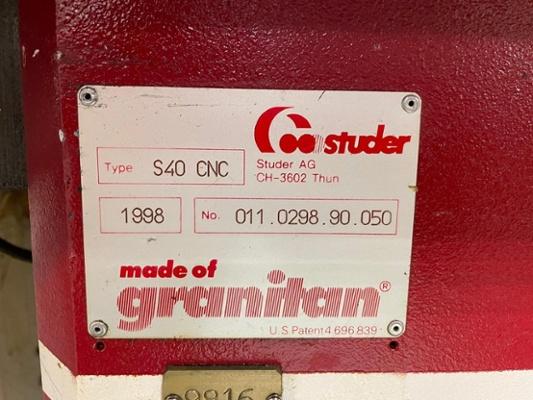 studer
Type S40 CNC
Studer AG
CH-3602 Thun
1998 No. 011.0298.90.050
made of
granitan®
U.S. Patent 4 696,839
9816